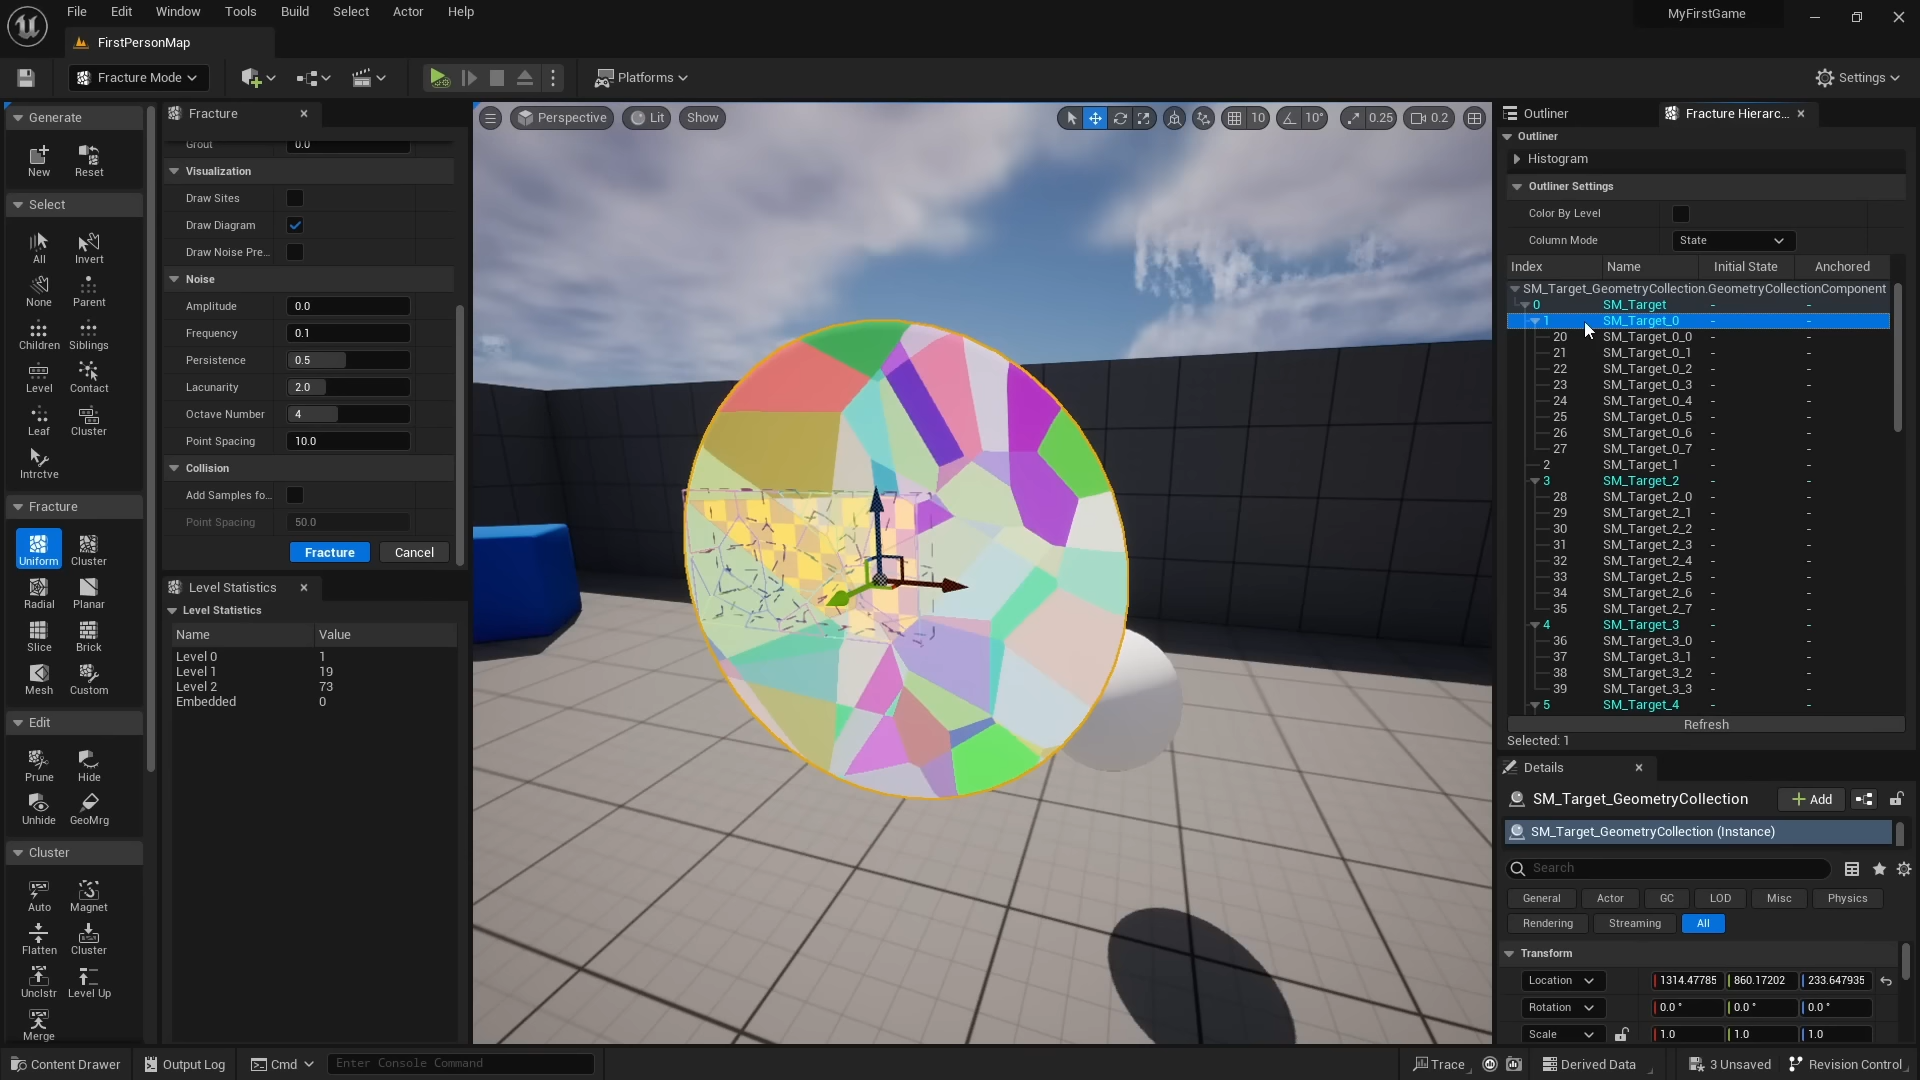 File Edit Window Tools Build Select Actor Help
MyFirstGame
FirstPersonMap
Fracture Mode
Platforms
Settings
Generate
New Reset
Select
All Invert
None Parent
Children Siblings
Level Contact
Leaf Cluster
Intrctve
Fracture
Uniform Cluster
Radial Planar
Slice Brick
Mesh Custom
Edit
Prune Hide
Unhide GeoMrg
Cluster
Auto Magnet
Flatten Cluster
Unclstr Level Up
Merge
Fracture
Grout 0.0
Visualization
Draw Sites
Draw Diagram
Draw Noise Pre...
Noise
Amplitude 0.0
Frequency 0.1
Persistence 0.5
Lacunarity 2.0
Octave Number 4
Point Spacing 10.0
Collision
Add Samples fo...
Point Spacing 50.0
Fracture Cancel
Level Statistics
Level Statistics
Name Value
Level 0 1
Level 1 19
Level 2 73
Embedded 0
Perspective Lit Show 10 10° 0.25 0.2
Outliner Fracture Hierarc...
Outliner
Histogram
Outliner Settings
Color By Level
Column Mode State
Index Name Initial State Anchored
SM_Target_GeometryCollection.GeometryCollectionComponent
0 SM_Target - -
1 SM_Target_0 - -
20 SM_Target_0_0 - -
21 SM_Target_0_1 - -
22 SM_Target_0_2 - -
23 SM_Target_0_3 - -
24 SM_Target_0_4 - -
25 SM_Target_0_5 - -
26 SM_Target_0_6 - -
27 SM_Target_0_7 - -
2 SM_Target_1 - -
3 SM_Target_2 - -
28 SM_Target_2_0 - -
29 SM_Target_2_1 - -
30 SM_Target_2_2 - -
31 SM_Target_2_3 - -
32 SM_Target_2_4 - -
33 SM_Target_2_5 - -
34 SM_Target_2_6 - -
35 SM_Target_2_7 - -
4 SM_Target_3 - -
36 SM_Target_3_0 - -
37 SM_Target_3_1 - -
38 SM_Target_3_2 - -
39 SM_Target_3_3 - -
5 SM_Target_4 - -
Refresh
Selected: 1
Details
SM_Target_GeometryCollection + Add
SM_Target_GeometryCollection (Instance)
Search
General Actor GC LOD Misc Physics
Rendering Streaming All
Transform
Location 1314.47785 860.17202 233.647935
Rotation 0.0 ° 0.0 ° 0.0 °
Scale 1.0 1.0 1.0
Content Drawer Output Log Cmd Enter Console Command Trace Derived Data 3 Unsaved Revision Control